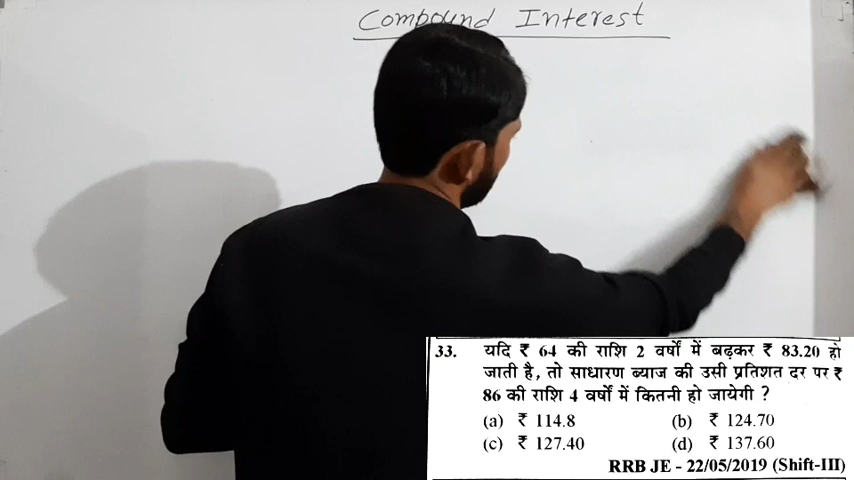 Compound Interest
33. यदि ₹ 64 की राशि 2 वर्षों में बढ़कर ₹ 83.20 हो
जाती है, तो साधारण ब्याज की उसी प्रतिशत दर पर ₹
86 की राशि 4 वर्षों में कितनी हो जायेगी ?
(a) ₹ 114.8 (b) ₹ 124.70
(c) ₹ 127.40 (d) ₹ 137.60
RRB JE - 22/05/2019 (Shift-III)